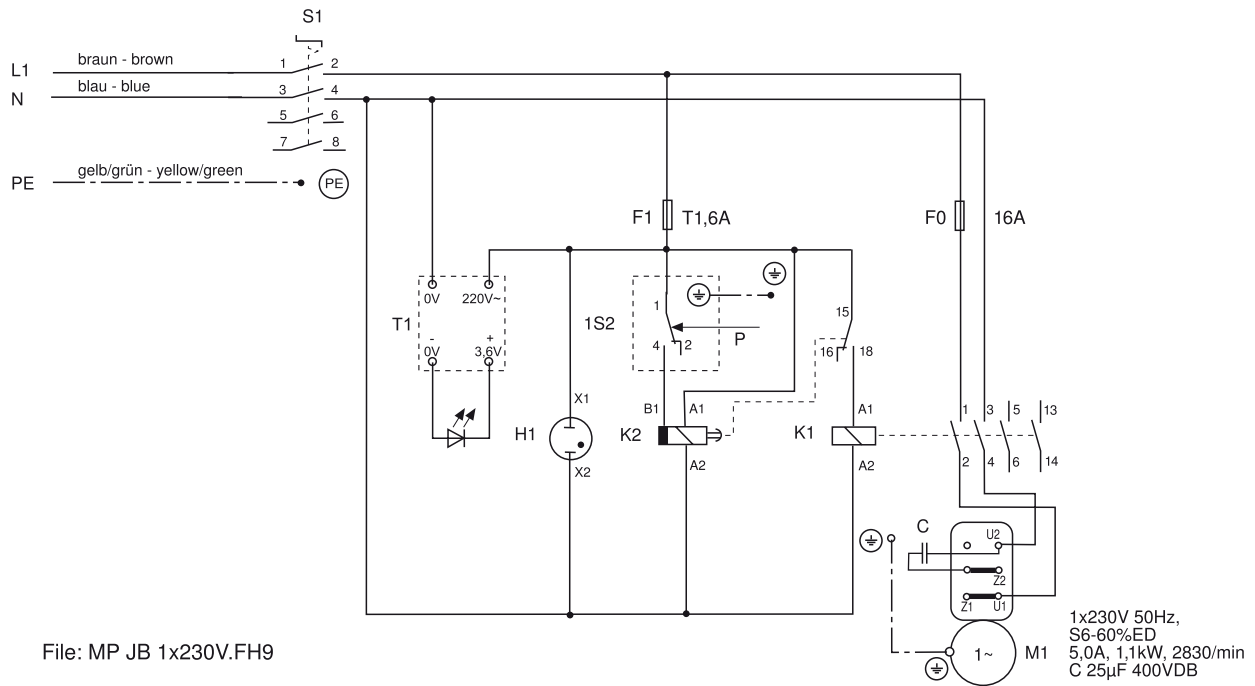 S1
L1 braun - brown 1 2
N blau - blue 3 4
5 6
7 8
PE gelb/grün - yellow/green PE
F1 T1,6A F0 16A
0V 220V~
T1
- +
0V 3,6V
1S2 1
4 2 P
15
16 18
X1
H1
X2
B1 A1
K2
A2
K1 A1
A2
1 3 5 13
2 4 6 14
C U2
Z2
Z1 U1
1~ M1
1x230V 50Hz,
S6-60%ED
5,0A, 1,1kW, 2830/min
C 25µF 400VDB
File: MP JB 1x230V.FH9